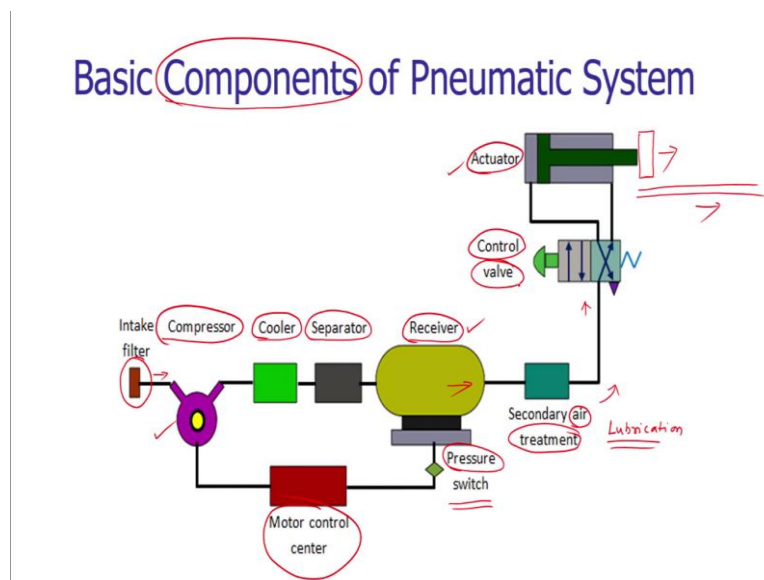 Basic Components of Pneumatic System
Actuator
Control
valve
Intake
filter
Compressor
Cooler
Separator
Receiver
Secondary air
treatment
Lubrication
Pressure
switch
Motor control
center